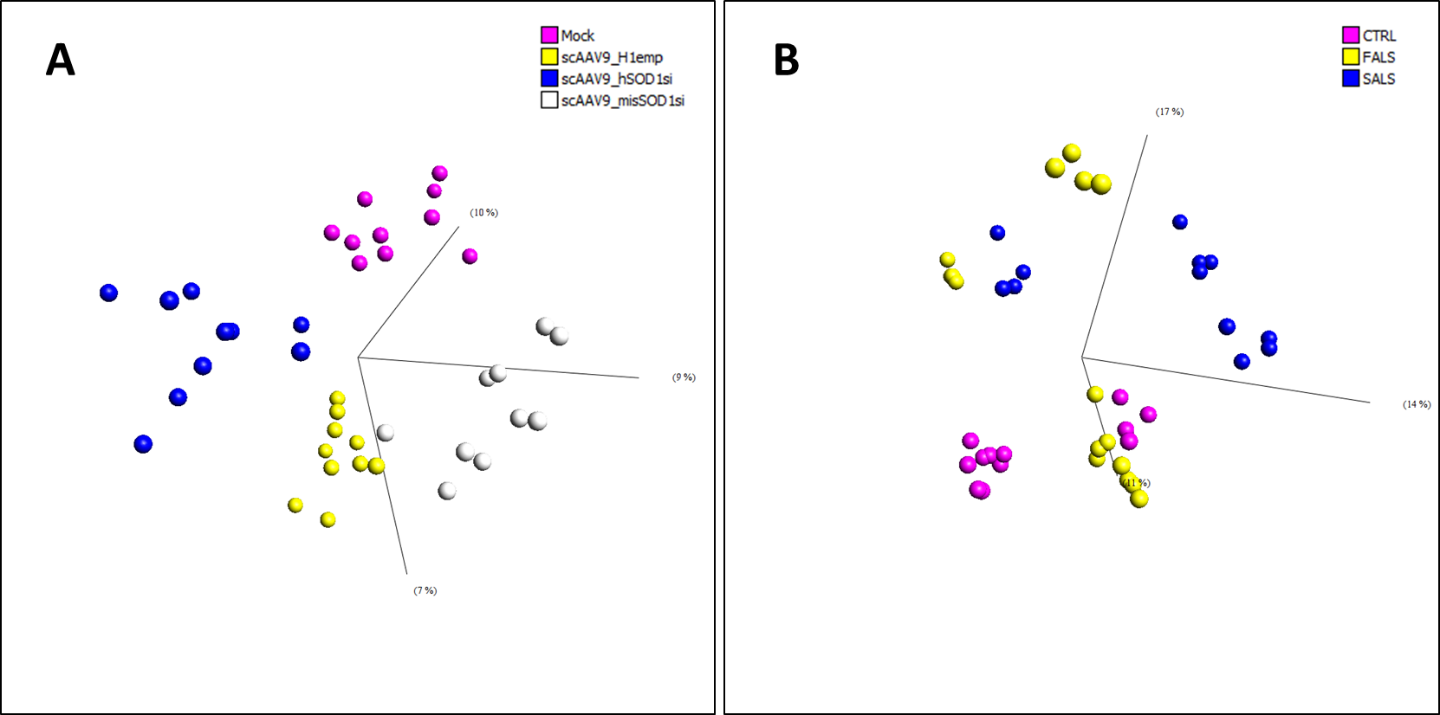 A
Mock
scAAV9_H1emp
scAAV9_hSOD1si
scAAV9_misSOD1si
(10 %)
(9 %)
(7 %)
B
CTRL
FALS
SALS
(17 %)
(14 %)
(11 %)